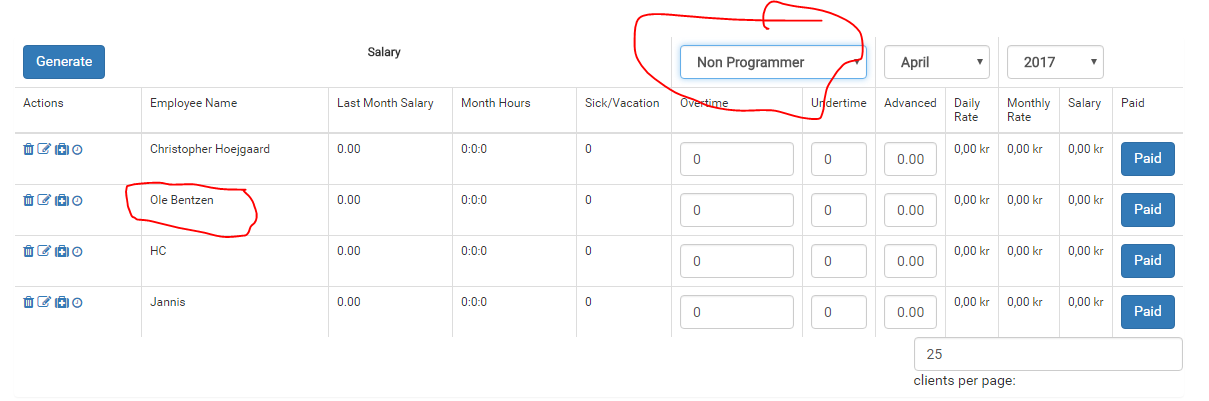 Generate Salary Non Programmer April 2017
Actions Employee Name Last Month Salary Month Hours Sick/Vacation Overtime Undertime Advanced Daily Rate Monthly Rate Salary Paid
Christopher Hoejgaard 0.00 0:0:0 0 0 0 0.00 0,00 kr 0,00 kr 0,00 kr Paid
Ole Bentzen 0.00 0:0:0 0 0 0 0.00 0,00 kr 0,00 kr 0,00 kr Paid
HC 0.00 0:0:0 0 0 0 0.00 0,00 kr 0,00 kr 0,00 kr Paid
Jannis 0.00 0:0:0 0 0 0 0.00 0,00 kr 0,00 kr 0,00 kr Paid
25
clients per page: